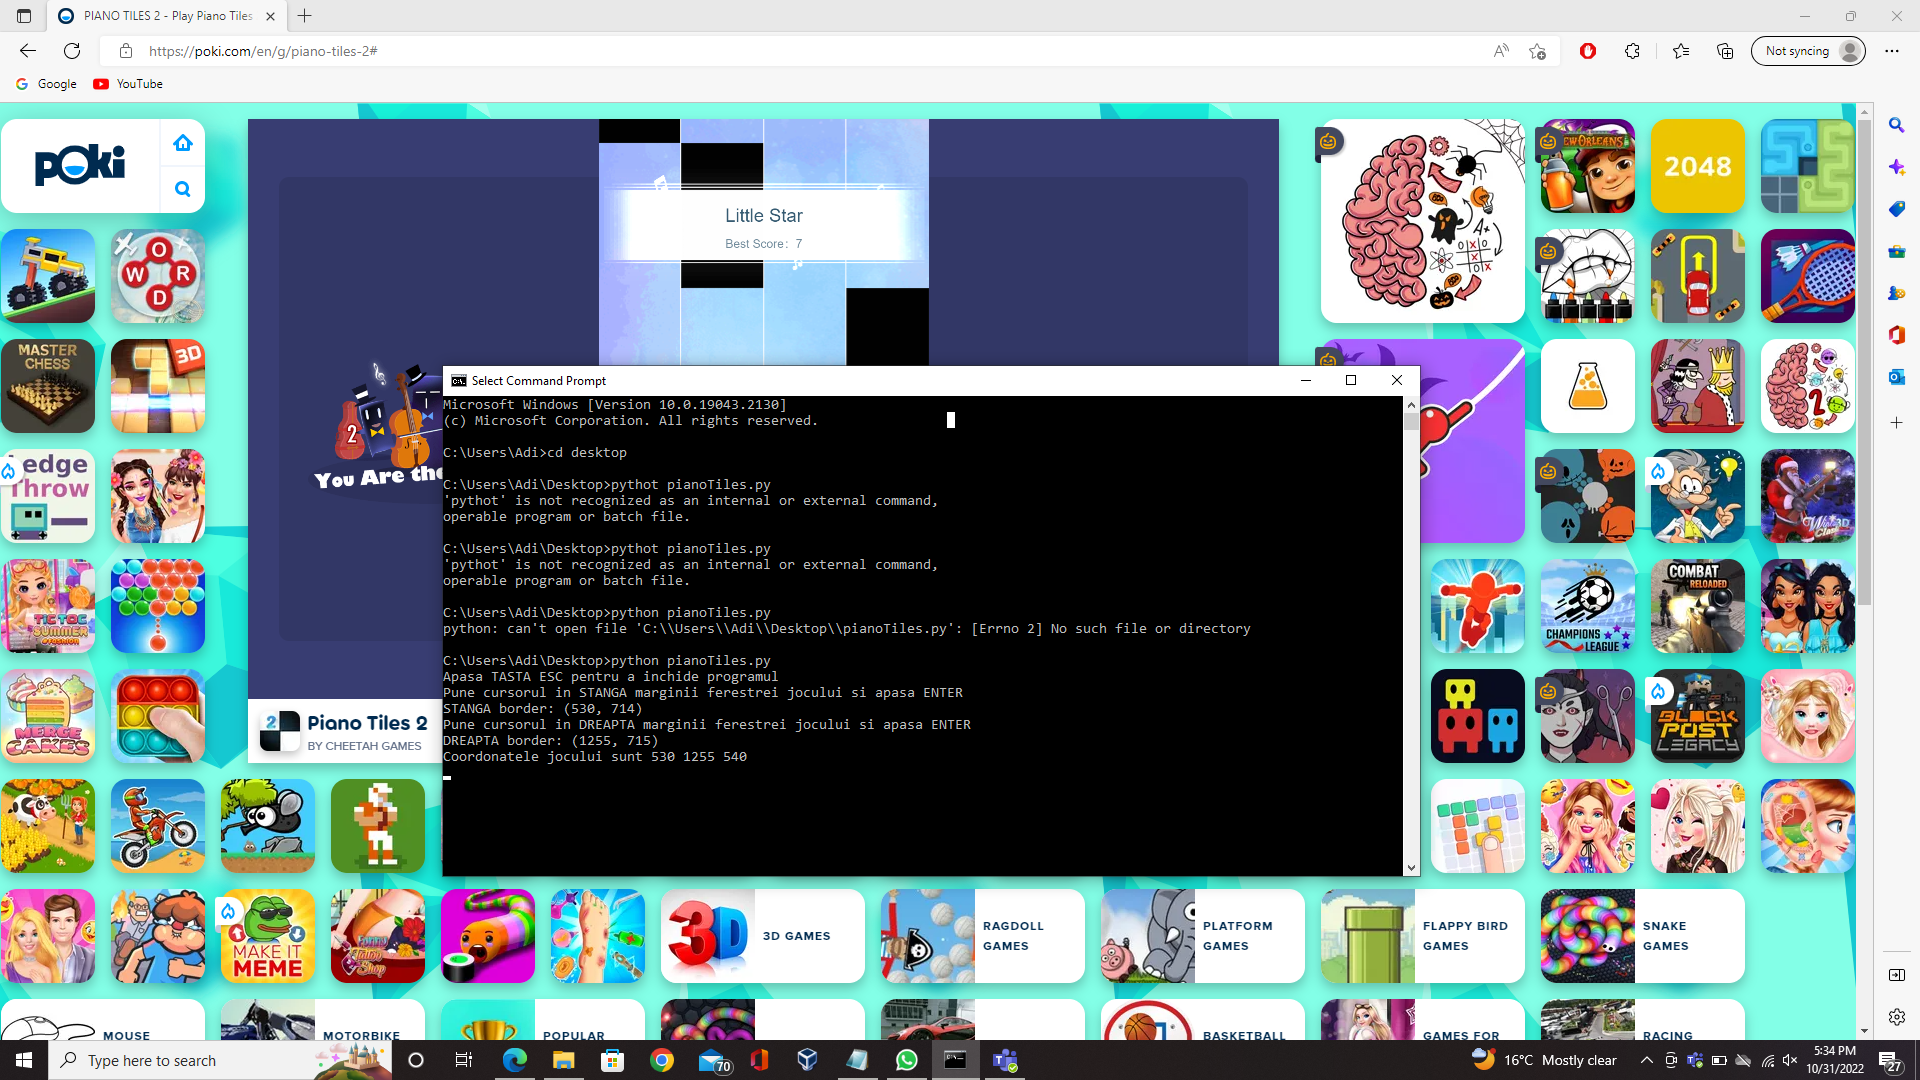 PIANO TILES 2 - Play Piano Tiles
https://poki.com/en/g/piano-tiles-2#
Not syncing
Google
YouTube
poki
Little Star
Best Score: 7
NEW ORLEANS
2048
WORD
MASTER
CHESS
3D
A+
2
Ledge
Throw
2
You Are the
Select Command Prompt
Microsoft Windows [Version 10.0.19043.2130]
(c) Microsoft Corporation. All rights reserved.
C:\Users\Adi>cd desktop
C:\Users\Adi\Desktop>pythot pianoTiles.py
'pythot' is not recognized as an internal or external command,
operable program or batch file.
C:\Users\Adi\Desktop>pythot pianoTiles.py
'pythot' is not recognized as an internal or external command,
operable program or batch file.
C:\Users\Adi\Desktop>python pianoTiles.py
python: can't open file 'C:\\Users\\Adi\\Desktop\\pianoTiles.py': [Errno 2] No such file or directory
C:\Users\Adi\Desktop>python pianoTiles.py
Apasa TASTA ESC pentru a inchide programul
Pune cursorul in STANGA marginii ferestrei jocului si apasa ENTER
STANGA border: (530, 714)
Pune cursorul in DREAPTA marginii ferestrei jocului si apasa ENTER
DREAPTA border: (1255, 715)
Coordonatele jocului sunt 530 1255 540
TIC TOC
SUMMER
CHAMPIONS
LEAGUE
COMBAT
RELOADED
MERGE
CAKES
2
Piano Tiles 2
BY CHEETAH GAMES
BLOCK
POST
LEGACY
MAKE IT
MEME
Funny
Tattoo
Shop
3D
3D GAMES
RAGDOLL
GAMES
PLATFORM
GAMES
FLAPPY BIRD
GAMES
SNAKE
GAMES
MOUSE
MOTORBIKE
POPULAR
BASKETBALL
GAMES FOR
RACING
Type here to search
70
16°C Mostly clear
5:34 PM
10/31/2022
27